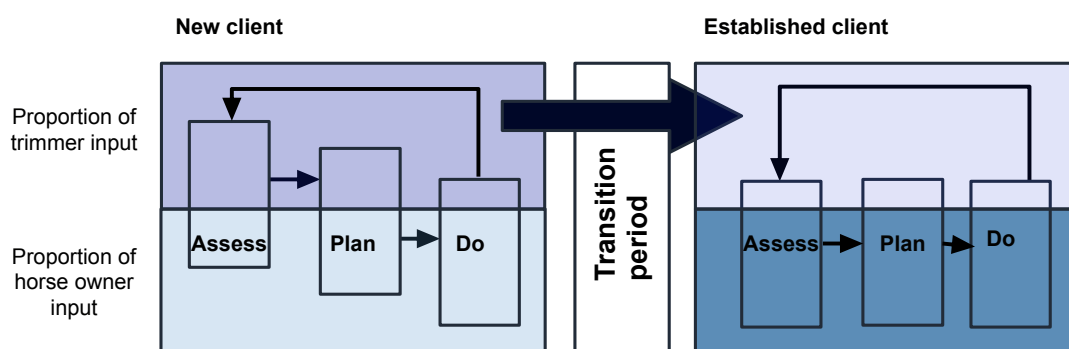 New client
Established client
Proportion of
trimmer input
Proportion of
horse owner
input
Assess
Plan
Do
Transition
period
Assess
Plan
Do